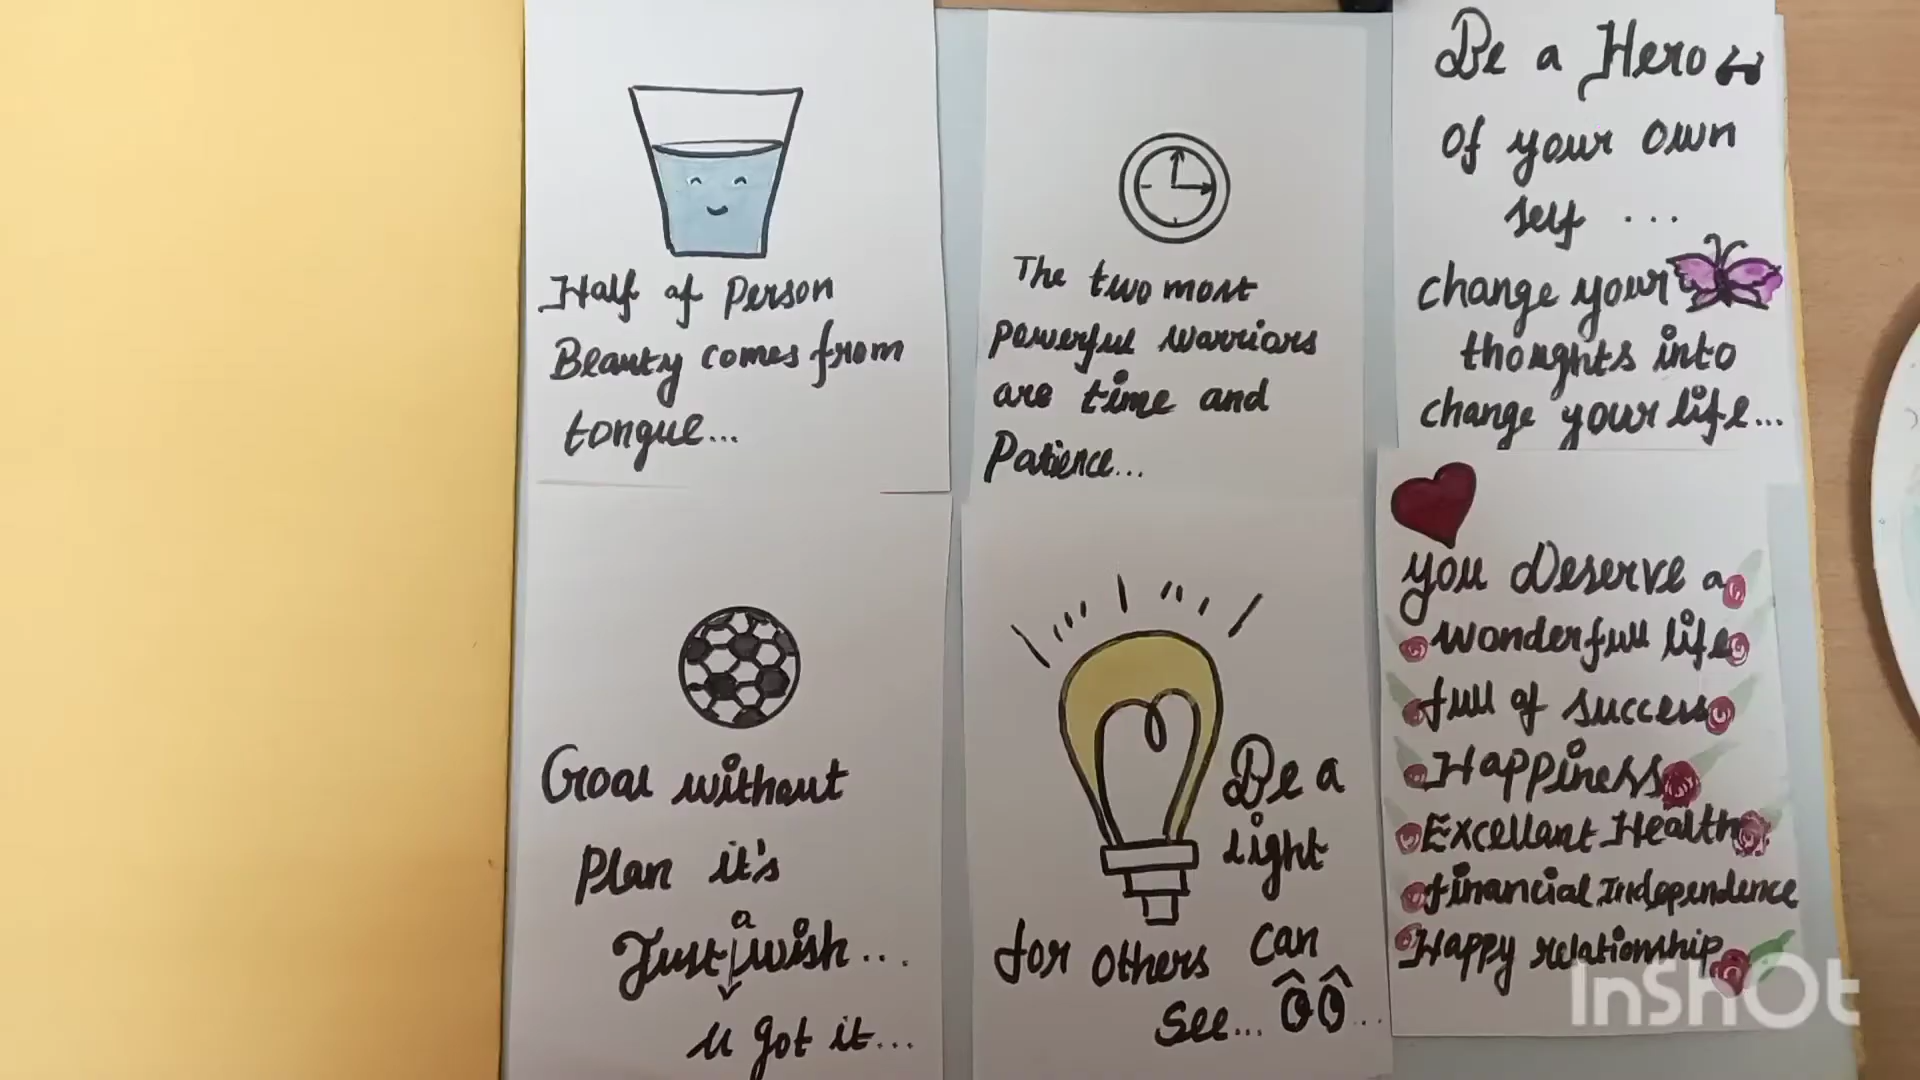 Half of Person
Beauty comes from
tongue...
The two most
powerful warriors
are time and
Patience...
Be a Hero
of your own
self ...
change your
thoughts into
change your life...
Goal without
Plan it's
a
Just wish...
u got it...
Be a
light
for others can
see... ...
you Deserve a
wonderfull life
full of success
Happiness
Excellant Health
financial Independence
Happy relationship
InShOt